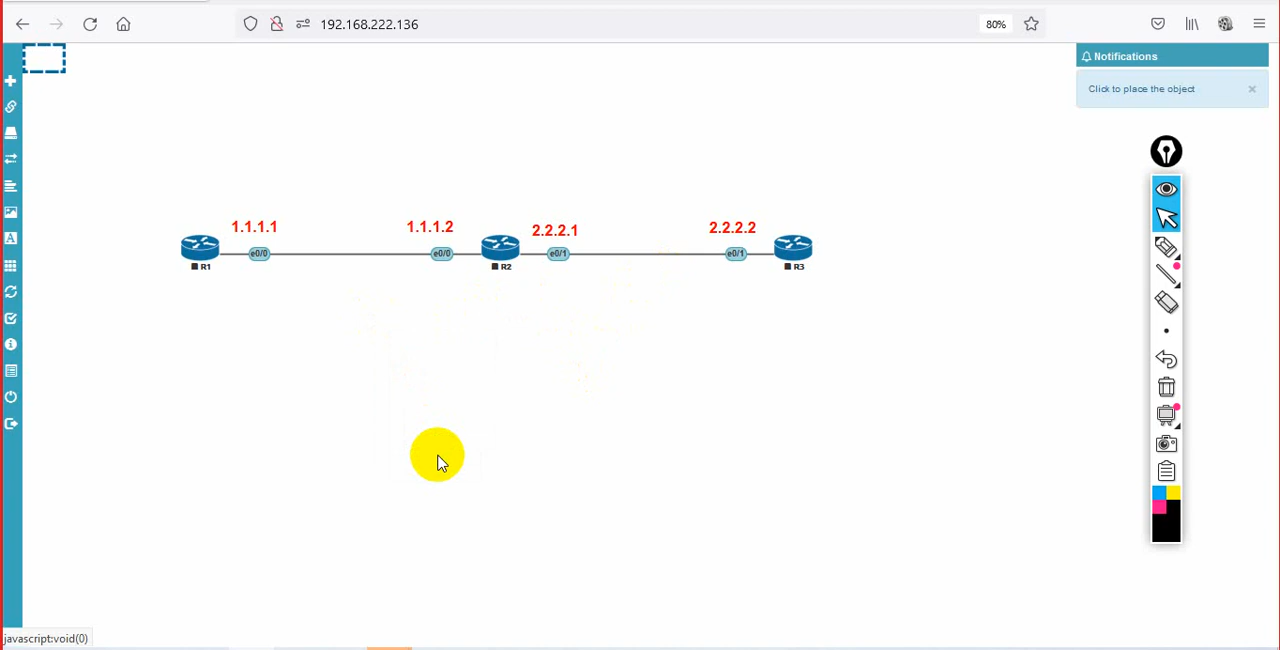 192.168.222.136
80%
Notifications
Click to place the object
1.1.1.1
1.1.1.2
2.2.2.1
2.2.2.2
e0/0
e0/0
e0/1
e0/1
R1
R2
R3
javascript:void(0)